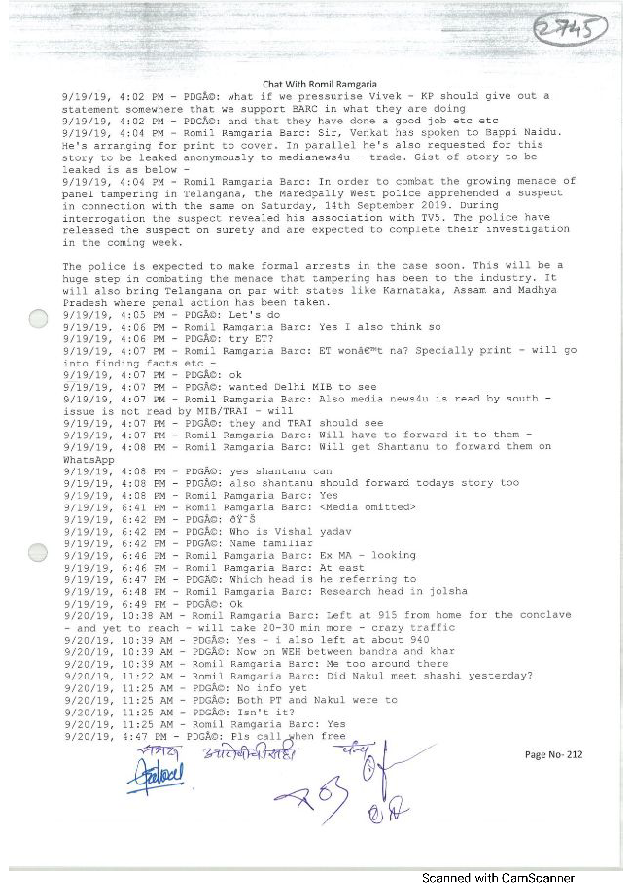 2745
Chat With Romil Ramgaria
9/19/19, 4:02 PM - PDGÂ©: what if we pressurise Vivek - KP should give out a
statement somewhere that we support BARC in what they are doing
9/19/19, 4:02 PM - PDGÂ©: and that they have done a good job etc etc
9/19/19, 4:04 PM - Romil Ramgaria Barc: Sir, Venkat has spoken to Bappi Naidu.
He's arranging for print to cover. In parallel he's also requested for this
story to be leaked anonymously to medianews4u - trade. Gist of story to be
leaked is as below -
9/19/19, 4:04 PM - Romil Ramgaria Barc: In order to combat the growing menace of
panel tampering in Telangana, the Maredpally West police apprehended a suspect
in connection with the same on Saturday, 14th September 2019. During
interrogation the suspect revealed his association with TV5. The police have
released the suspect on surety and are expected to complete their investigation
in the coming week.
The police is expected to make formal arrests in the case soon. This will be a
huge step in combating the menace that tampering has been to the industry. It
will also bring Telangana on par with states like Karnataka, Assam and Madhya
Pradesh where penal action has been taken.
9/19/19, 4:05 PM - PDGÂ©: Let's do
9/19/19, 4:06 PM - Romil Ramgaria Barc: Yes I also think so
9/19/19, 4:06 PM - PDGÂ©: try ET?
9/19/19, 4:07 PM - Romil Ramgaria Barc: ET wonâ€™t na? Specially print - will go
into finding facts etc -
9/19/19, 4:07 PM - PDGÂ©: ok
9/19/19, 4:07 PM - PDGÂ©: wanted Delhi MIB to see
9/19/19, 4:07 PM - Romil Ramgaria Barc: Also media news4u is read by south -
issue is not read by MIB/TRAI - will
9/19/19, 4:07 PM - PDGÂ©: they and TRAI should see
9/19/19, 4:07 PM - Romil Ramgaria Barc: Will have to forward it to them -
9/19/19, 4:08 PM - Romil Ramgaria Barc: Will get Shantanu to forward them on
WhatsApp
9/19/19, 4:08 PM - PDGÂ©: yes shantanu can
9/19/19, 4:08 PM - PDGÂ©: also shantanu should forward todays story too
9/19/19, 4:08 PM - Romil Ramgaria Barc: Yes
9/19/19, 6:41 PM - Romil Ramgaria Barc: <Media omitted>
9/19/19, 6:42 PM - PDGÂ©: ðŸ˜Š
9/19/19, 6:42 PM - PDGÂ©: Who is Vishal yadav
9/19/19, 6:42 PM - PDGÂ©: Name familiar
9/19/19, 6:46 PM - Romil Ramgaria Barc: Ex MA - looking
9/19/19, 6:46 PM - Romil Ramgaria Barc: At east
9/19/19, 6:47 PM - PDGÂ©: Which head is he referring to
9/19/19, 6:48 PM - Romil Ramgaria Barc: Research head in jolsha
9/19/19, 6:49 PM - PDGÂ©: Ok
9/20/19, 10:38 AM - Romil Ramgaria Barc: Left at 915 from home for the conclave
- and yet to reach - will take 20-30 min more - crazy traffic
9/20/19, 10:39 AM - PDGÂ©: Yes - i also left at about 940
9/20/19, 10:39 AM - PDGÂ©: Now on WEH between bandra and khar
9/20/19, 10:39 AM - Romil Ramgaria Barc: Me too around there
9/20/19, 11:22 AM - Romil Ramgaria Barc: Did Nakul meet shashi yesterday?
9/20/19, 11:25 AM - PDGÂ©: No info yet
9/20/19, 11:25 AM - PDGÂ©: Both PT and Nakul were to
9/20/19, 11:25 AM - PDGÂ©: Isn't it?
9/20/19, 11:25 AM - Romil Ramgaria Barc: Yes
9/20/19, 4:47 PM - PDGÂ©: Pls call when free
Page No- 212
Scanned with CamScanner